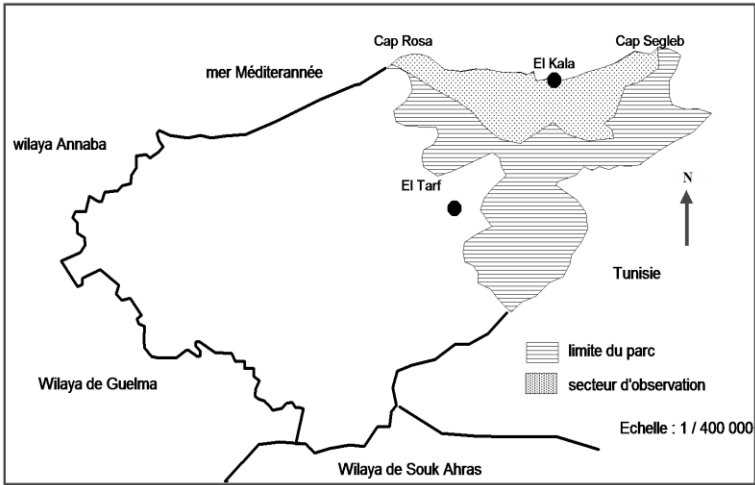 Cap Rosa
Cap Segleb
El Kala
mer Méditerannée
wilaya Annaba
N
El Tarf
Tunisie
limite du parc
Wilaya de Guelma
secteur d'observation
Echelle : 1 / 400 000
Wilaya de Souk Ahras